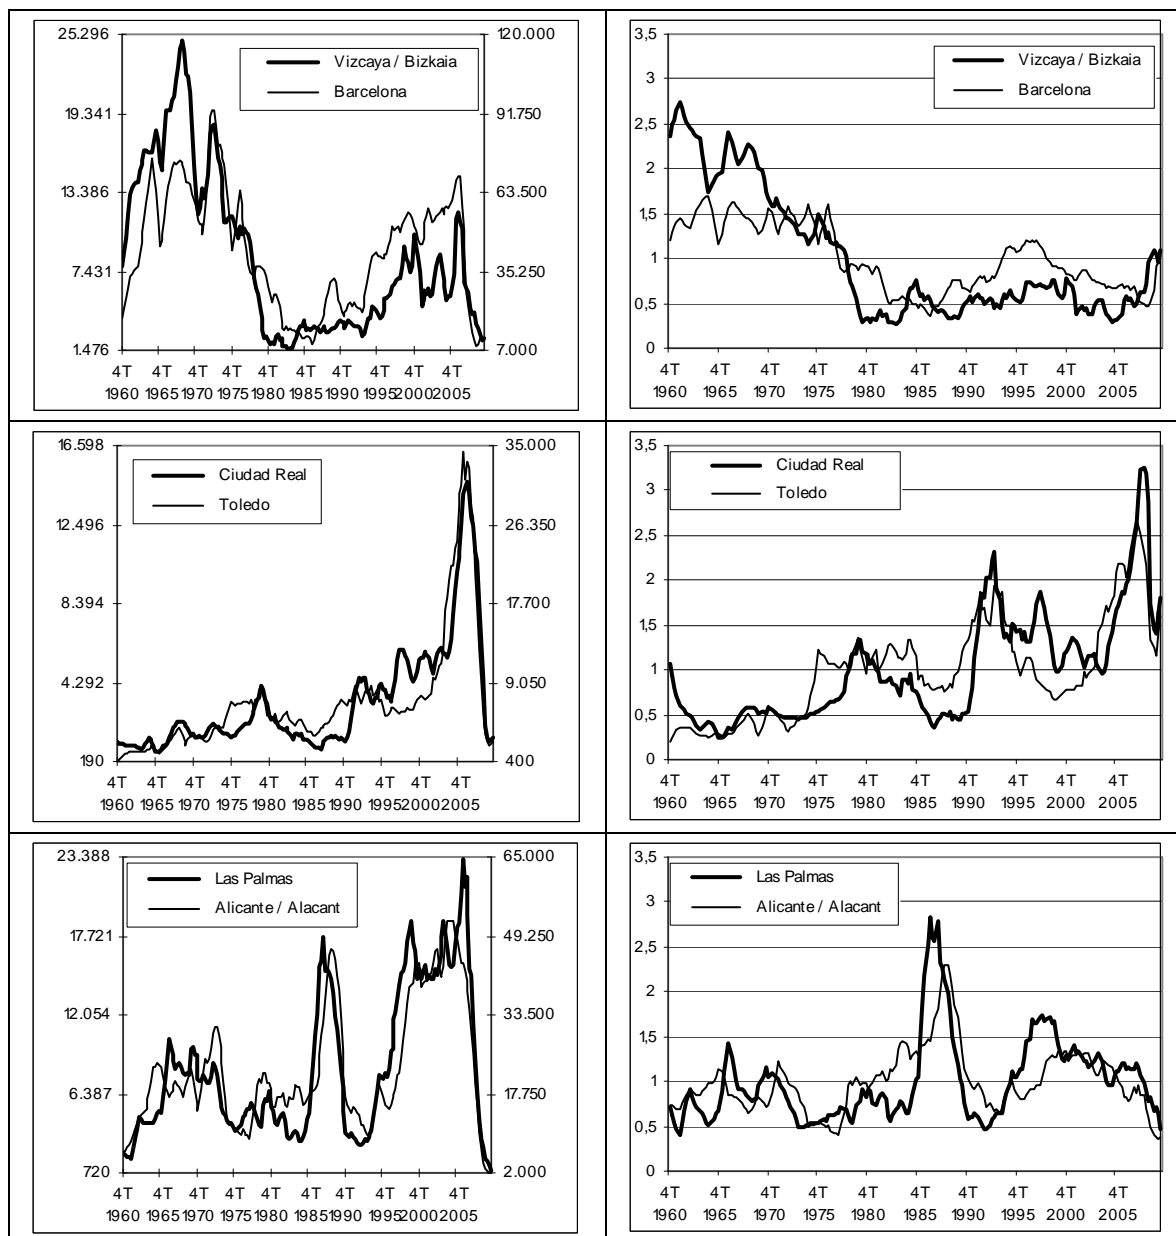 25.296
19.341
13.386
7.431
1.476
120.000
91.750
63.500
35.250
7.000
Vizcaya / Bizkaia
Barcelona
4T 4T 4T 4T 4T 4T 4T 4T 4T 4T
1960 1965 1970 1975 1980 1985 1990 1995 2000 2005
3,5
3
2,5
2
1,5
1
0,5
0
Vizcaya / Bizkaia
Barcelona
4T 4T 4T 4T 4T 4T 4T 4T 4T 4T
1960 1965 1970 1975 1980 1985 1990 1995 2000 2005
16.598
12.496
8.394
4.292
190
35.000
26.350
17.700
9.050
400
Ciudad Real
Toledo
4T 4T 4T 4T 4T 4T 4T 4T 4T 4T
1960 1965 1970 1975 1980 1985 1990 1995 2000 2005
3,5
3
2,5
2
1,5
1
0,5
0
Ciudad Real
Toledo
4T 4T 4T 4T 4T 4T 4T 4T 4T 4T
1960 1965 1970 1975 1980 1985 1990 1995 2000 2005
23.388
17.721
12.054
6.387
720
65.000
49.250
33.500
17.750
2.000
Las Palmas
Alicante / Alacant
4T 4T 4T 4T 4T 4T 4T 4T 4T 4T
1960 1965 1970 1975 1980 1985 1990 1995 2000 2005
3,5
3
2,5
2
1,5
1
0,5
0
Las Palmas
Alicante / Alacant
4T 4T 4T 4T 4T 4T 4T 4T 4T 4T
1960 1965 1970 1975 1980 1985 1990 1995 2000 2005